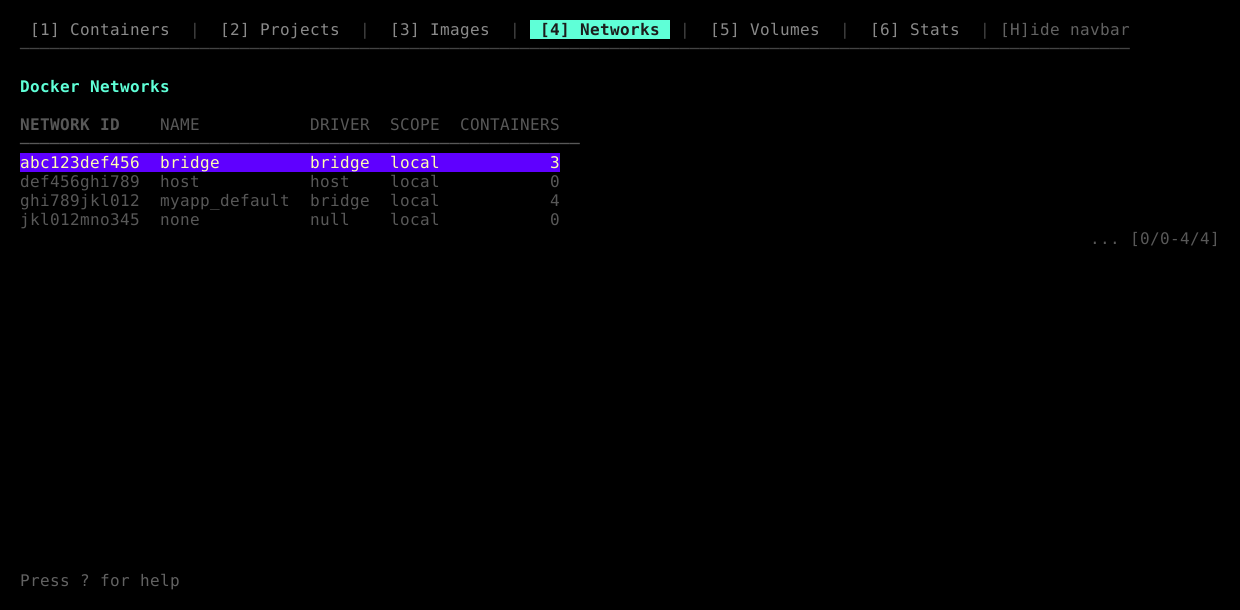 [1] Containers | [2] Projects | [3] Images | [4] Networks | [5] Volumes | [6] Stats | [H]ide navbar
Docker Networks
NETWORK ID NAME DRIVER SCOPE CONTAINERS
abc123def456 bridge bridge local 3
def456ghi789 host host local 0
ghi789jkl012 myapp_default bridge local 4
jkl012mno345 none null local 0
... [0/0-4/4]
Press ? for help